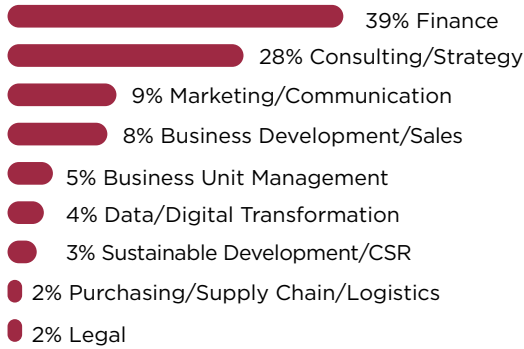 39% Finance
28% Consulting/Strategy
9% Marketing/Communication
8% Business Development/Sales
5% Business Unit Management
4% Data/Digital Transformation
3% Sustainable Development/CSR
2% Purchasing/Supply Chain/Logistics
2% Legal